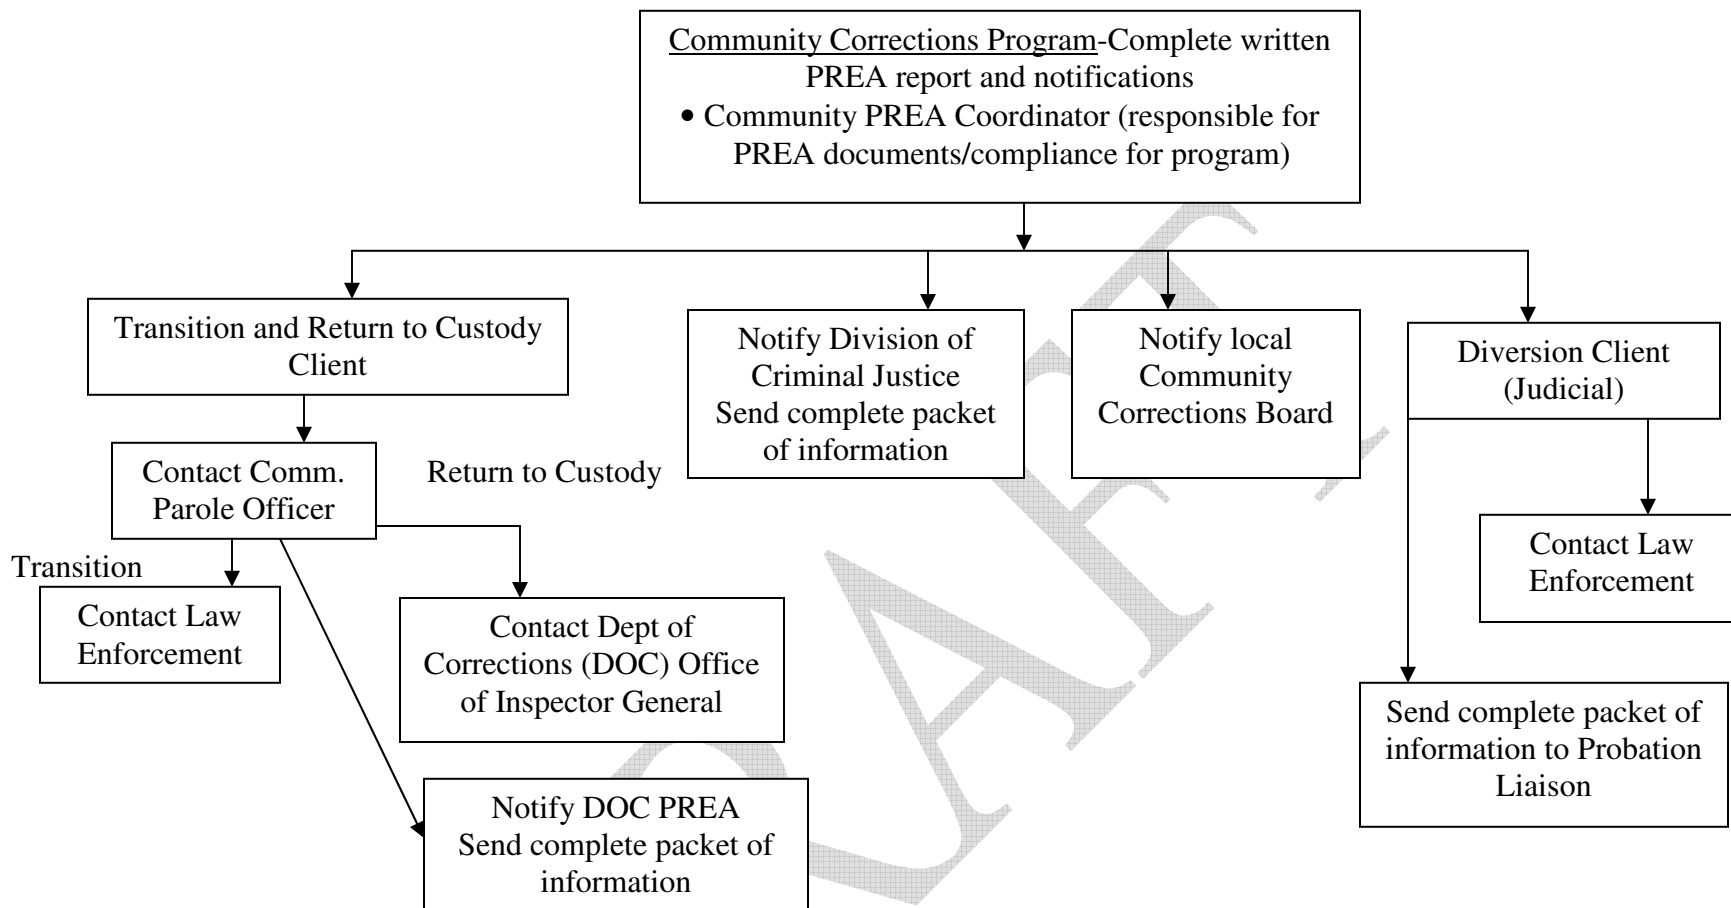 Community Corrections Program-Complete written
PREA report and notifications
• Community PREA Coordinator (responsible for
PREA documents/compliance for program)
Transition and Return to Custody
Client
Notify Division of
Criminal Justice
Send complete packet
of information
Notify local
Community
Corrections Board
Diversion Client
(Judicial)
Contact Comm.
Parole Officer
Return to Custody
Transition
Contact Law
Enforcement
Contact Dept of
Corrections (DOC) Office
of Inspector General
Contact Law
Enforcement
Send complete packet of
information to Probation
Liaison
Notify DOC PREA
Send complete packet of
information
DRAFT